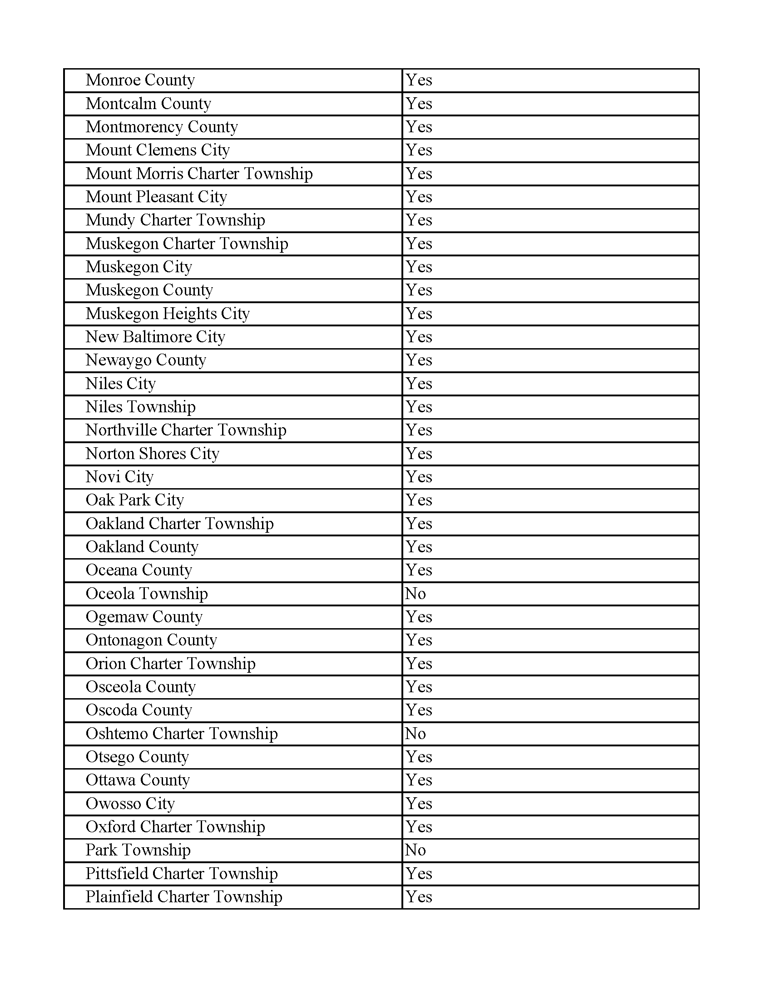 Monroe County Yes
Montcalm County Yes
Montmorency County Yes
Mount Clemens City Yes
Mount Morris Charter Township Yes
Mount Pleasant City Yes
Mundy Charter Township Yes
Muskegon Charter Township Yes
Muskegon City Yes
Muskegon County Yes
Muskegon Heights City Yes
New Baltimore City Yes
Newaygo County Yes
Niles City Yes
Niles Township Yes
Northville Charter Township Yes
Norton Shores City Yes
Novi City Yes
Oak Park City Yes
Oakland Charter Township Yes
Oakland County Yes
Oceana County Yes
Oceola Township No
Ogemaw County Yes
Ontonagon County Yes
Orion Charter Township Yes
Osceola County Yes
Oscoda County Yes
Oshtemo Charter Township No
Otsego County Yes
Ottawa County Yes
Owosso City Yes
Oxford Charter Township Yes
Park Township No
Pittsfield Charter Township Yes
Plainfield Charter Township Yes